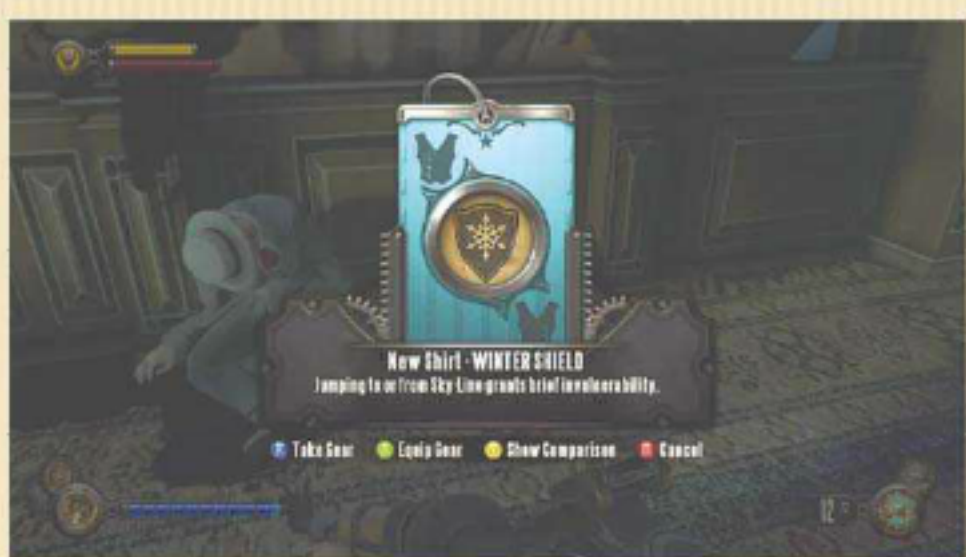 New Shirt - WINTER SHIELD
Jumping to or from Sky-Line grants brief invulnerability.
X Take Gear A Equip Gear Y Show Comparison B Cancel
12